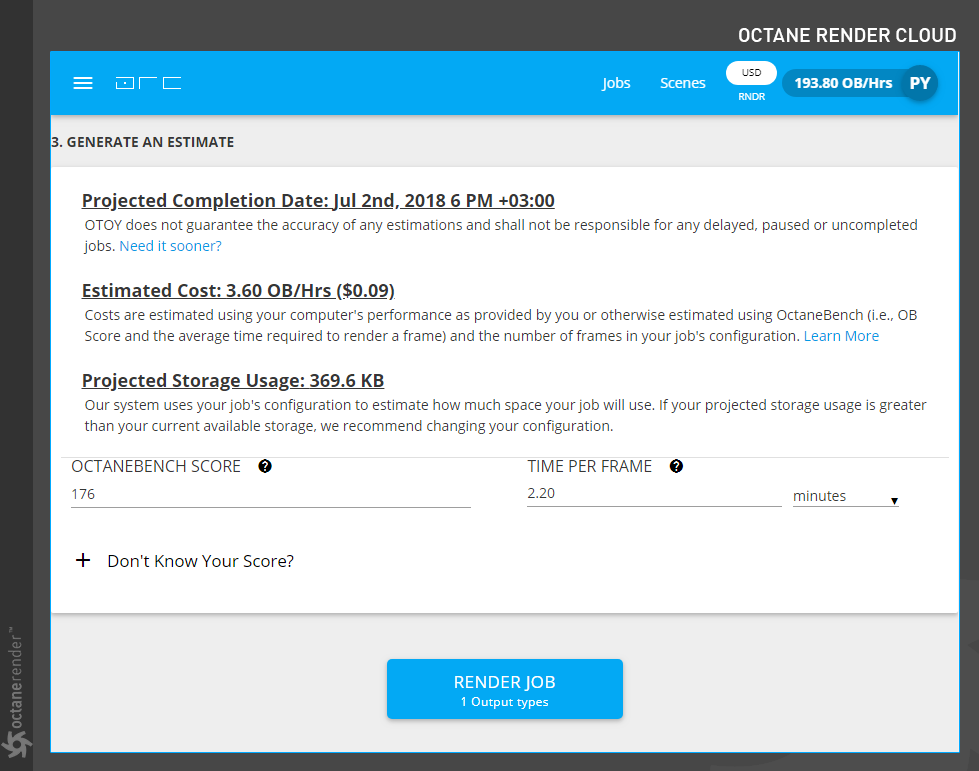 OCTANE RENDER CLOUD
ORC
Jobs
Scenes
USD
RNDR
193.80 OB/Hrs
PY
3. GENERATE AN ESTIMATE
Projected Completion Date: Jul 2nd, 2018 6 PM +03:00
OTOY does not guarantee the accuracy of any estimations and shall not be responsible for any delayed, paused or uncompleted
jobs. Need it sooner?
Estimated Cost: 3.60 OB/Hrs ($0.09)
Costs are estimated using your computer's performance as provided by you or otherwise estimated using OctaneBench (i.e., OB
Score and the average time required to render a frame) and the number of frames in your job's configuration. Learn More
Projected Storage Usage: 369.6 KB
Our system uses your job's configuration to estimate how much space your job will use. If your projected storage usage is greater
than your current available storage, we recommend changing your configuration.
OCTANEBENCH SCORE ?
176
TIME PER FRAME ?
2.20
minutes
+ Don't Know Your Score?
RENDER JOB
1 Output types
octanerender™